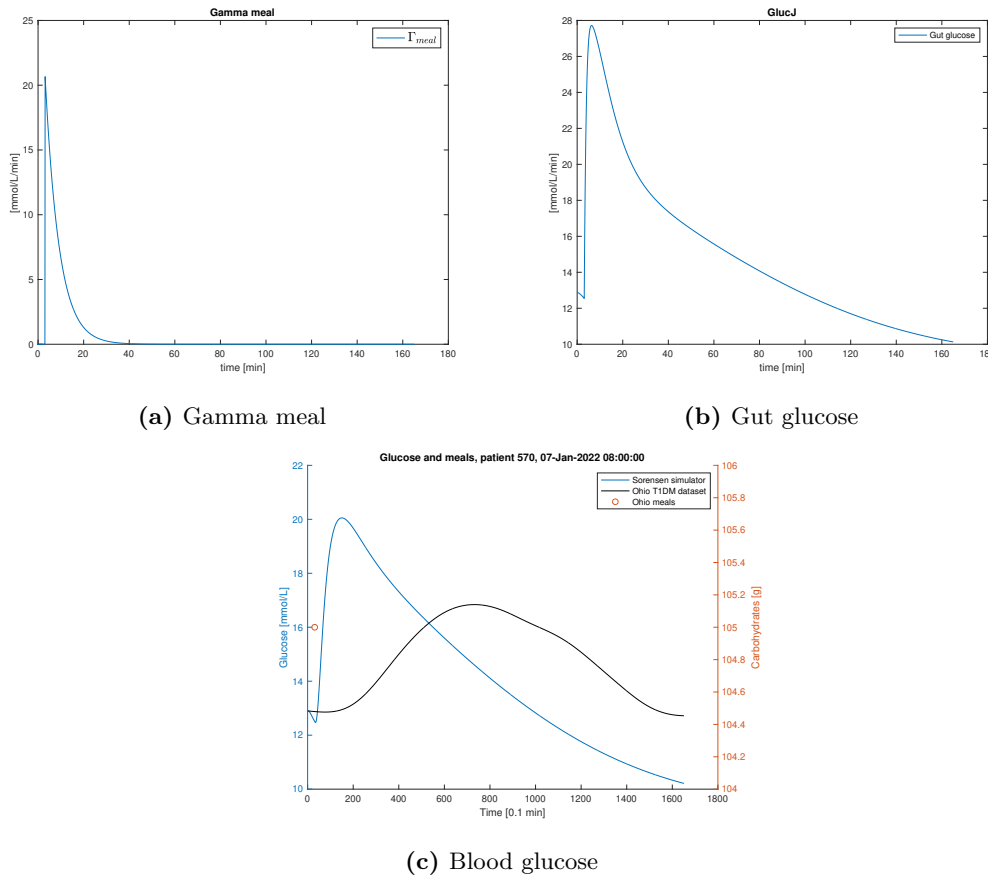 Gamma meal
Γmeal
25
20
15
10
5
0
[mmol/L/min]
0 20 40 60 80 100 120 140 160 180
time [min]
(a) Gamma meal
GlucJ
Gut glucose
28
26
24
22
20
18
16
14
12
10
[mmol/L/min]
0 20 40 60 80 100 120 140 160 180
time [min]
(b) Gut glucose
Glucose and meals, patient 570, 07-Jan-2022 08:00:00
Sorensen simulator
Ohio T1DM dataset
Ohio meals
22
20
18
16
14
12
10
Glucose [mmol/L]
106
105.8
105.6
105.4
105.2
105
104.8
104.6
104.4
104.2
104
Carbohydrates [g]
0 200 400 600 800 1000 1200 1400 1600 1800
Time [0.1 min]
(c) Blood glucose